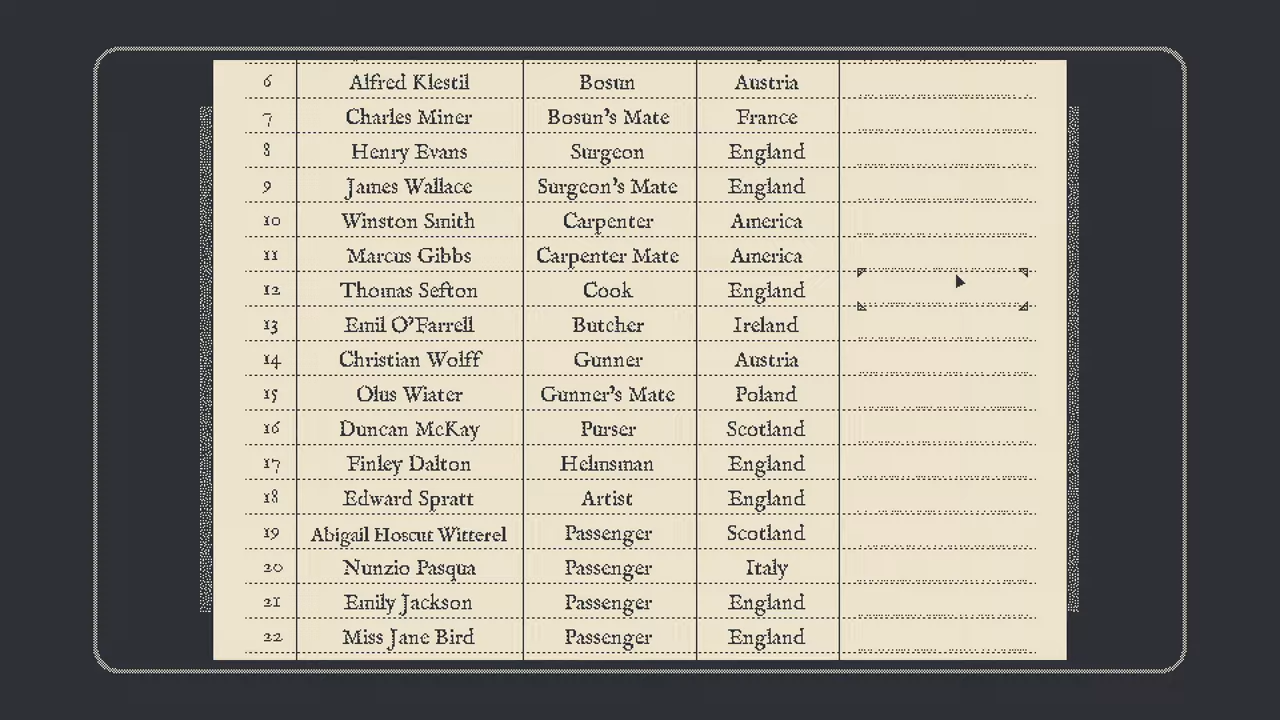 6 Alfred Klestil Bosun Austria
7 Charles Miner Bosun's Mate France
8 Henry Evans Surgeon England
9 James Wallace Surgeon's Mate England
10 Winston Smith Carpenter America
11 Marcus Gibbs Carpenter Mate America
12 Thomas Sefton Cook England
13 Emil O'Farrell Butcher Ireland
14 Christian Wolff Gunner Austria
15 Olus Wiater Gunner's Mate Poland
16 Duncan McKay Purser Scotland
17 Finley Dalton Helmsman England
18 Edward Spratt Artist England
19 Abigail Hoscut Witterel Passenger Scotland
20 Nunzio Pasqua Passenger Italy
21 Emily Jackson Passenger England
22 Miss Jane Bird Passenger England